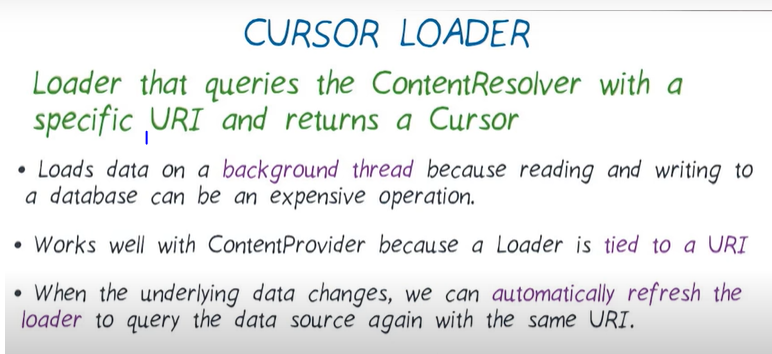 CURSOR LOADER
Loader that queries the ContentResolver with a
specific URI and returns a Cursor
• Loads data on a background thread because reading and writing to
a database can be an expensive operation.
• Works well with ContentProvider because a Loader is tied to a URI
• When the underlying data changes, we can automatically refresh the
loader to query the data source again with the same URI.